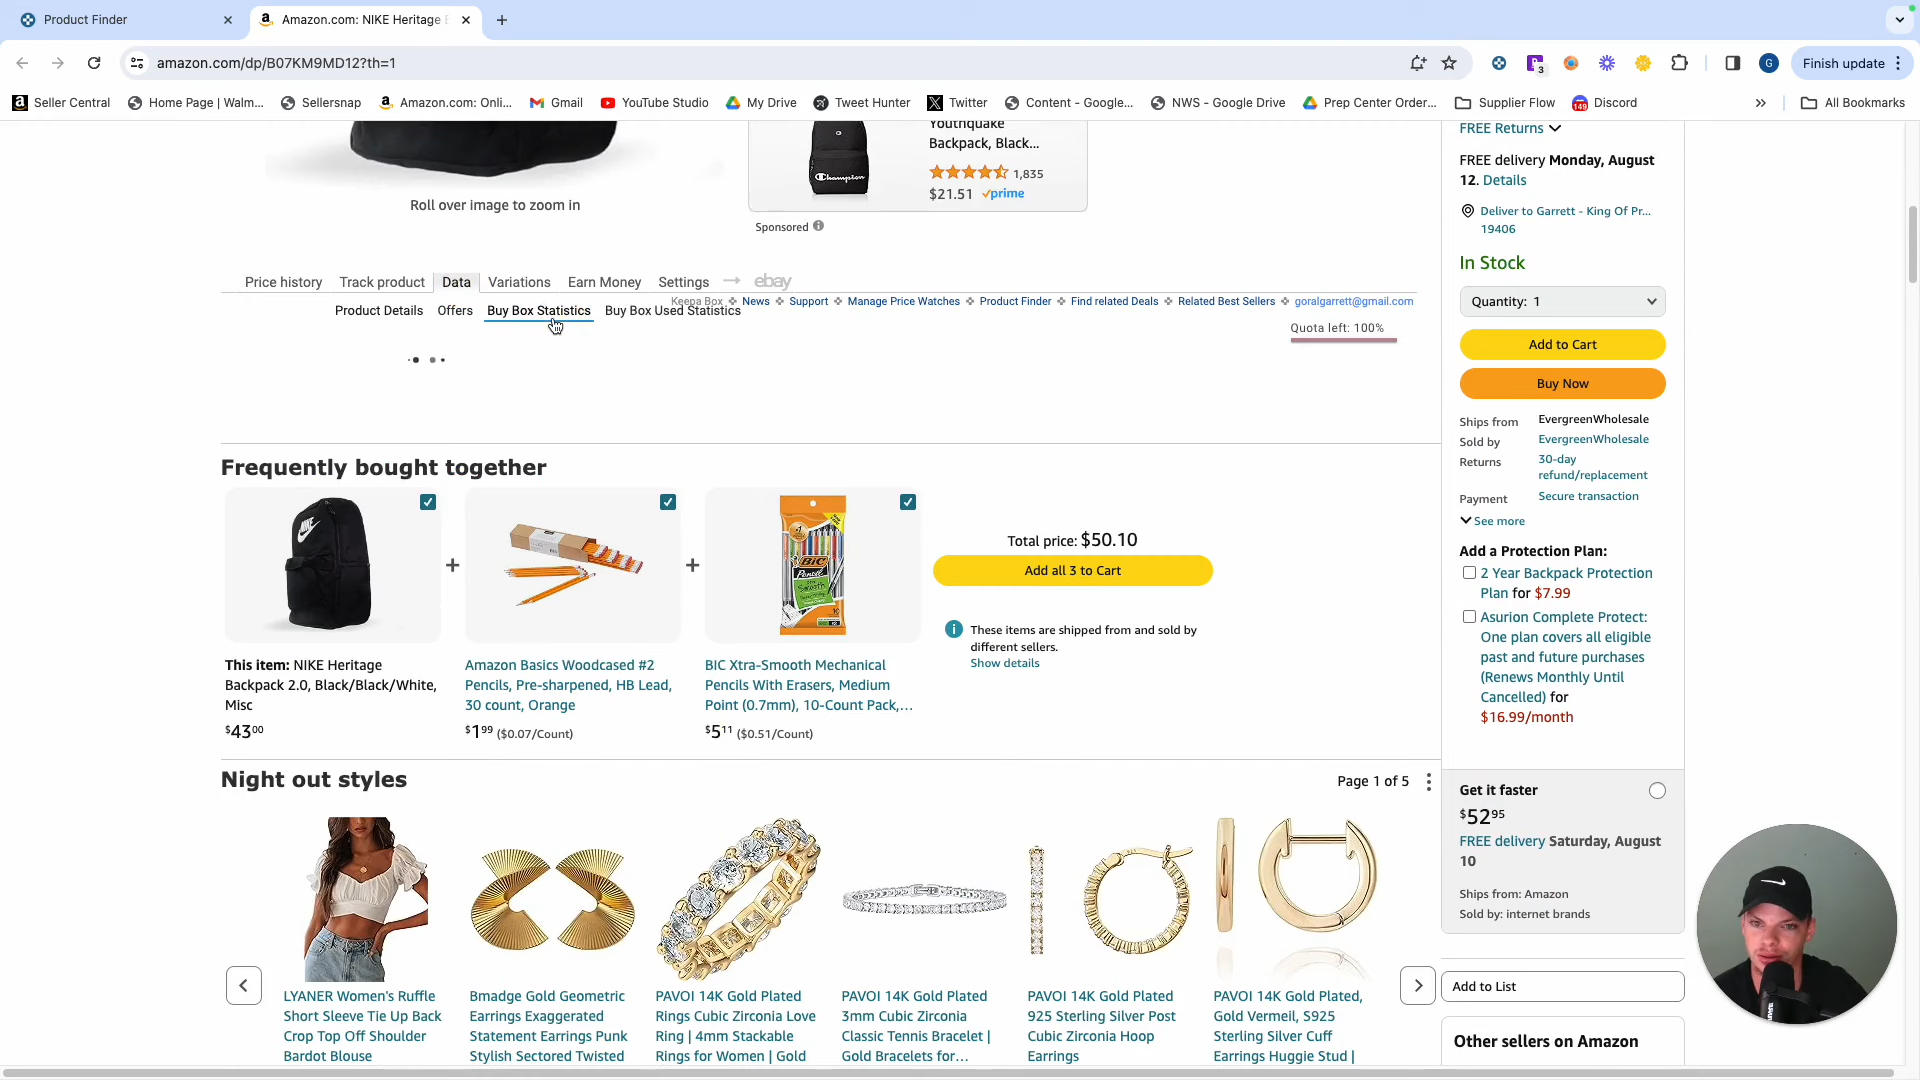 Product Finder
Amazon.com: NIKE Heritage
amazon.com/dp/B07KM9MD12?th=1
3
G
Finish update
Seller Central
Home Page | Walm...
Sellersnap
Amazon.com: Onli...
Gmail
YouTube Studio
My Drive
Tweet Hunter
Twitter
Content - Google...
NWS - Google Drive
Prep Center Order...
Supplier Flow
149
Discord
»
All Bookmarks
Youthquake
Backpack, Black...
Champion
1,835
$21.51 prime
Roll over image to zoom in
Sponsored
Price history
Track product
Data
Variations
Earn Money
Settings
ebay
Keepa Box
News
Support
Manage Price Watches
Product Finder
Find related Deals
Related Best Sellers
goralgarrett@gmail.com
Product Details
Offers
Buy Box Statistics
Buy Box Used Statistics
Quota left: 100%
Frequently bought together
NIKE
BIC
Pencil
Smooth
Total price: $50.10
Add all 3 to Cart
These items are shipped from and sold by
different sellers.
Show details
This item: NIKE Heritage
Backpack 2.0, Black/Black/White,
Misc
$4300
Amazon Basics Woodcased #2
Pencils, Pre-sharpened, HB Lead,
30 count, Orange
$199 ($0.07/Count)
BIC Xtra-Smooth Mechanical
Pencils With Erasers, Medium
Point (0.7mm), 10-Count Pack,...
$511 ($0.51/Count)
Night out styles
Page 1 of 5
LYANER Women's Ruffle
Short Sleeve Tie Up Back
Crop Top Off Shoulder
Bardot Blouse
Bmadge Gold Geometric
Earrings Exaggerated
Statement Earrings Punk
Stylish Sectored Twisted
PAVOI 14K Gold Plated
Rings Cubic Zirconia Love
Ring | 4mm Stackable
Rings for Women | Gold
PAVOI 14K Gold Plated
3mm Cubic Zirconia
Classic Tennis Bracelet |
Gold Bracelets for...
PAVOI 14K Gold Plated
925 Sterling Silver Post
Cubic Zirconia Hoop
Earrings
PAVOI 14K Gold Plated,
Gold Vermeil, S925
Sterling Silver Cuff
Earrings Huggie Stud |
FREE Returns
FREE delivery Monday, August
12. Details
Deliver to Garrett - King Of Pr...
19406
In Stock
Quantity: 1
Add to Cart
Buy Now
Ships from EvergreenWholesale
Sold by EvergreenWholesale
Returns 30-day
refund/replacement
Payment Secure transaction
See more
Add a Protection Plan:
2 Year Backpack Protection
Plan for $7.99
Asurion Complete Protect:
One plan covers all eligible
past and future purchases
(Renews Monthly Until
Cancelled) for
$16.99/month
Get it faster
$5295
FREE delivery Saturday, August
10
Ships from: Amazon
Sold by: internet brands
Add to List
Other sellers on Amazon